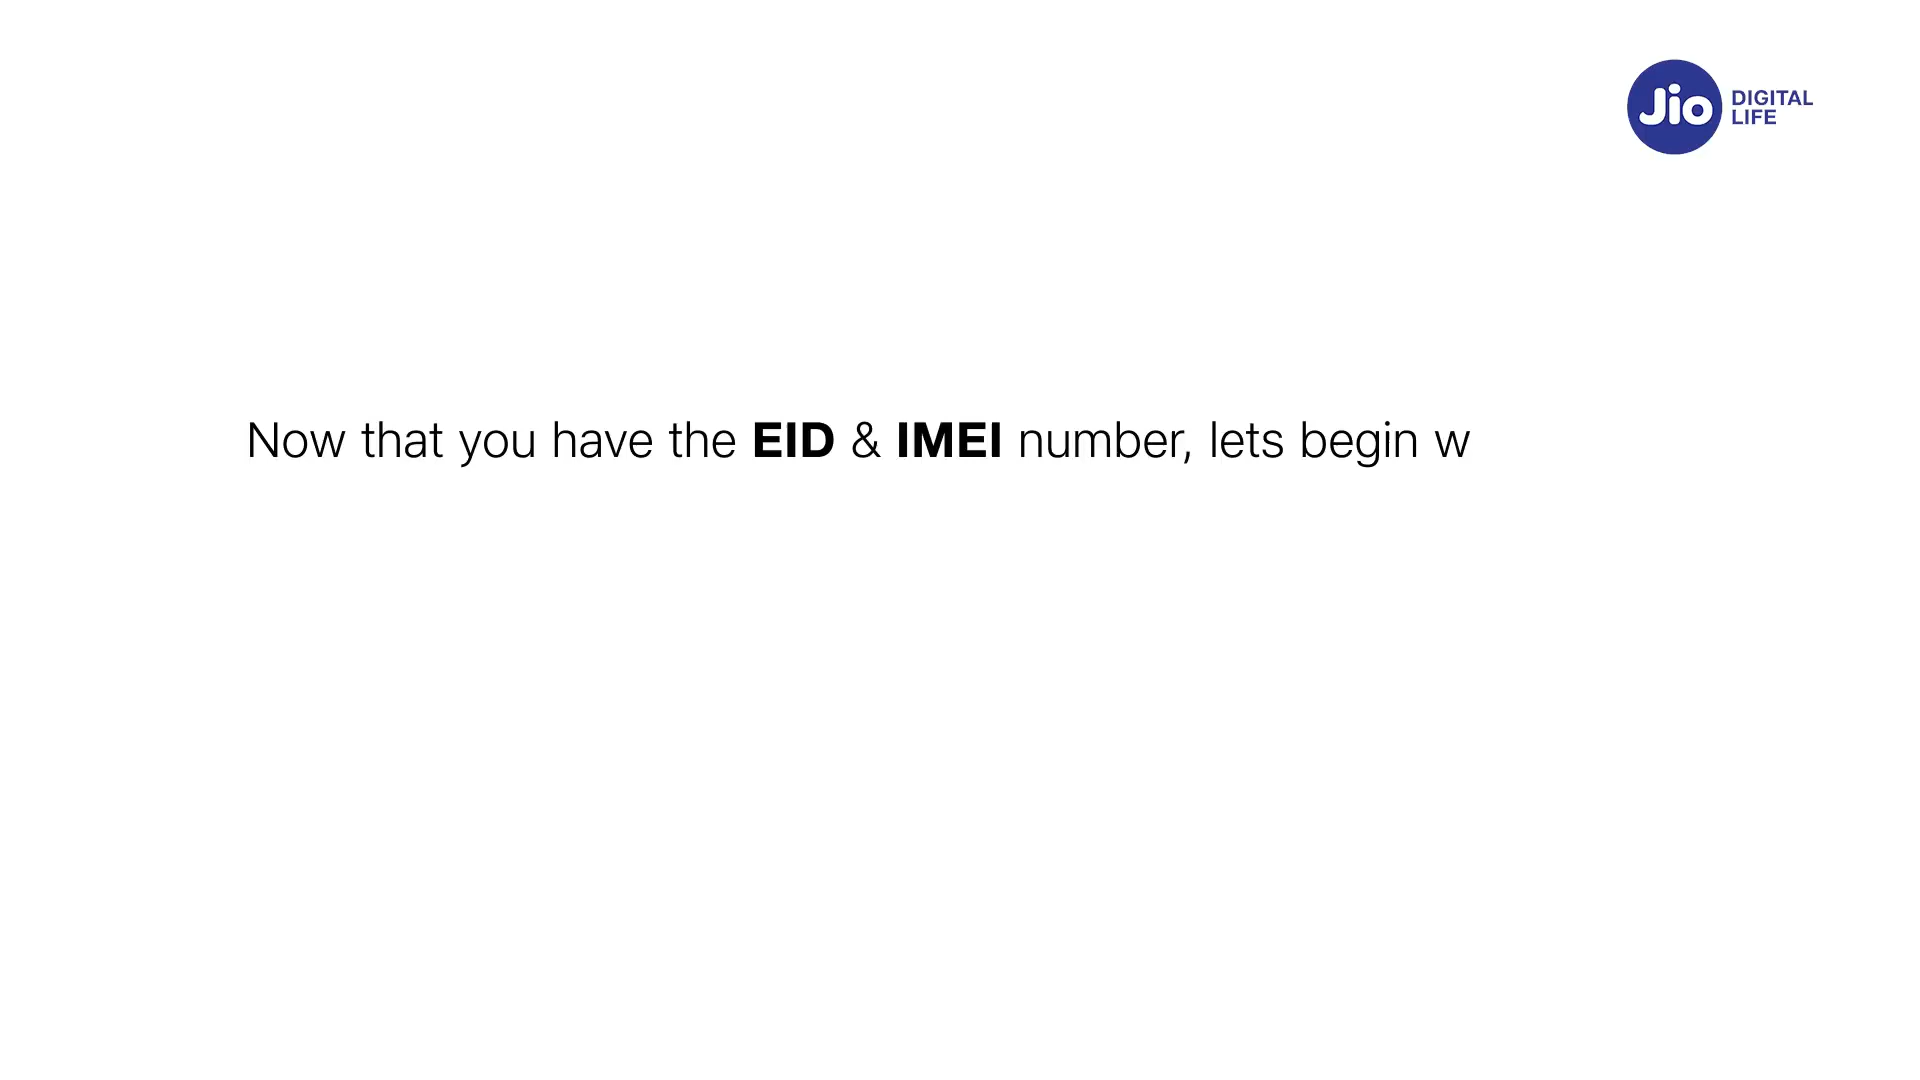 Jio
DIGITAL
LIFE
Now that you have the EID & IMEI number, lets begin w